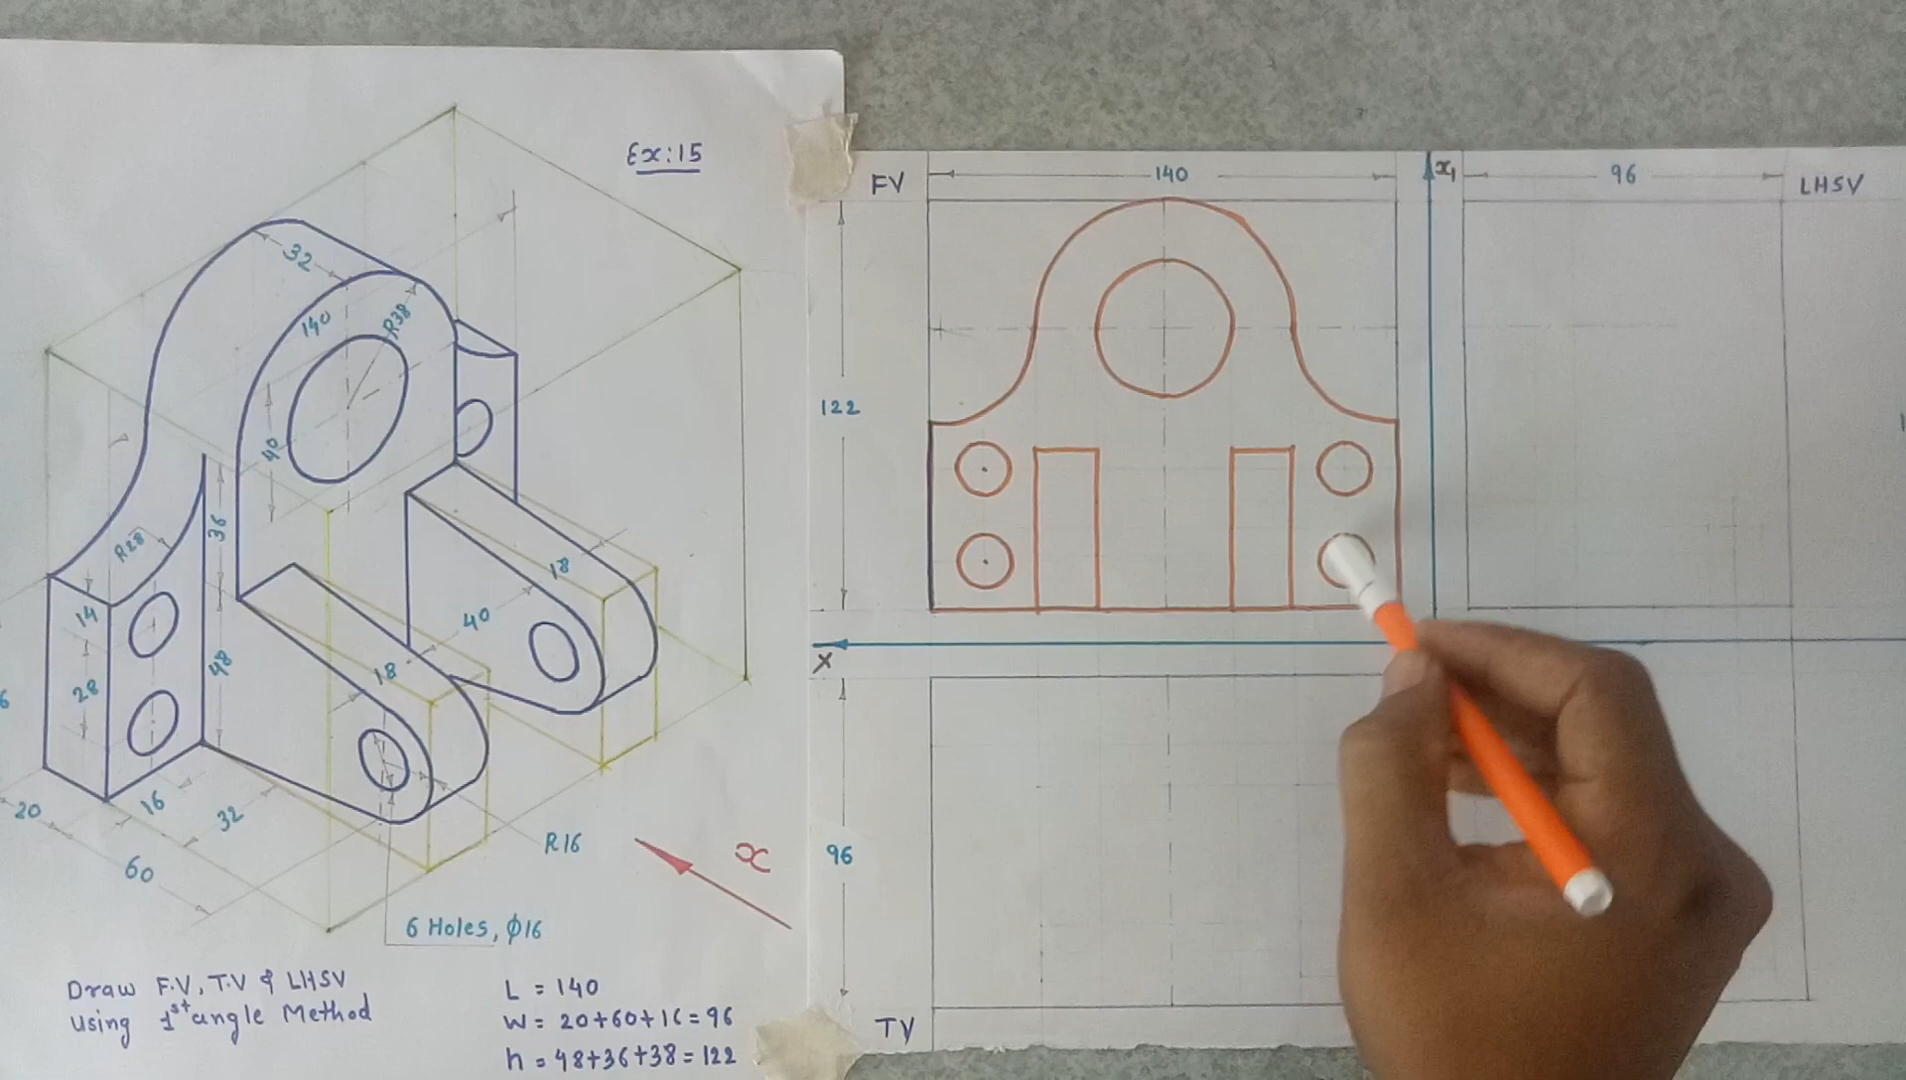 Ex:15
32
140
R38
40
36
R28
14
28
48
18
40
18
20
16
32
60
R16
x
6 Holes, ϕ16
Draw F.V, T.V & LHSV
Using 1st angle Method
L = 140
W = 20+60+16=96
h = 48+36+38=122
FV
140
x1
96
LHSV
122
X
96
TV